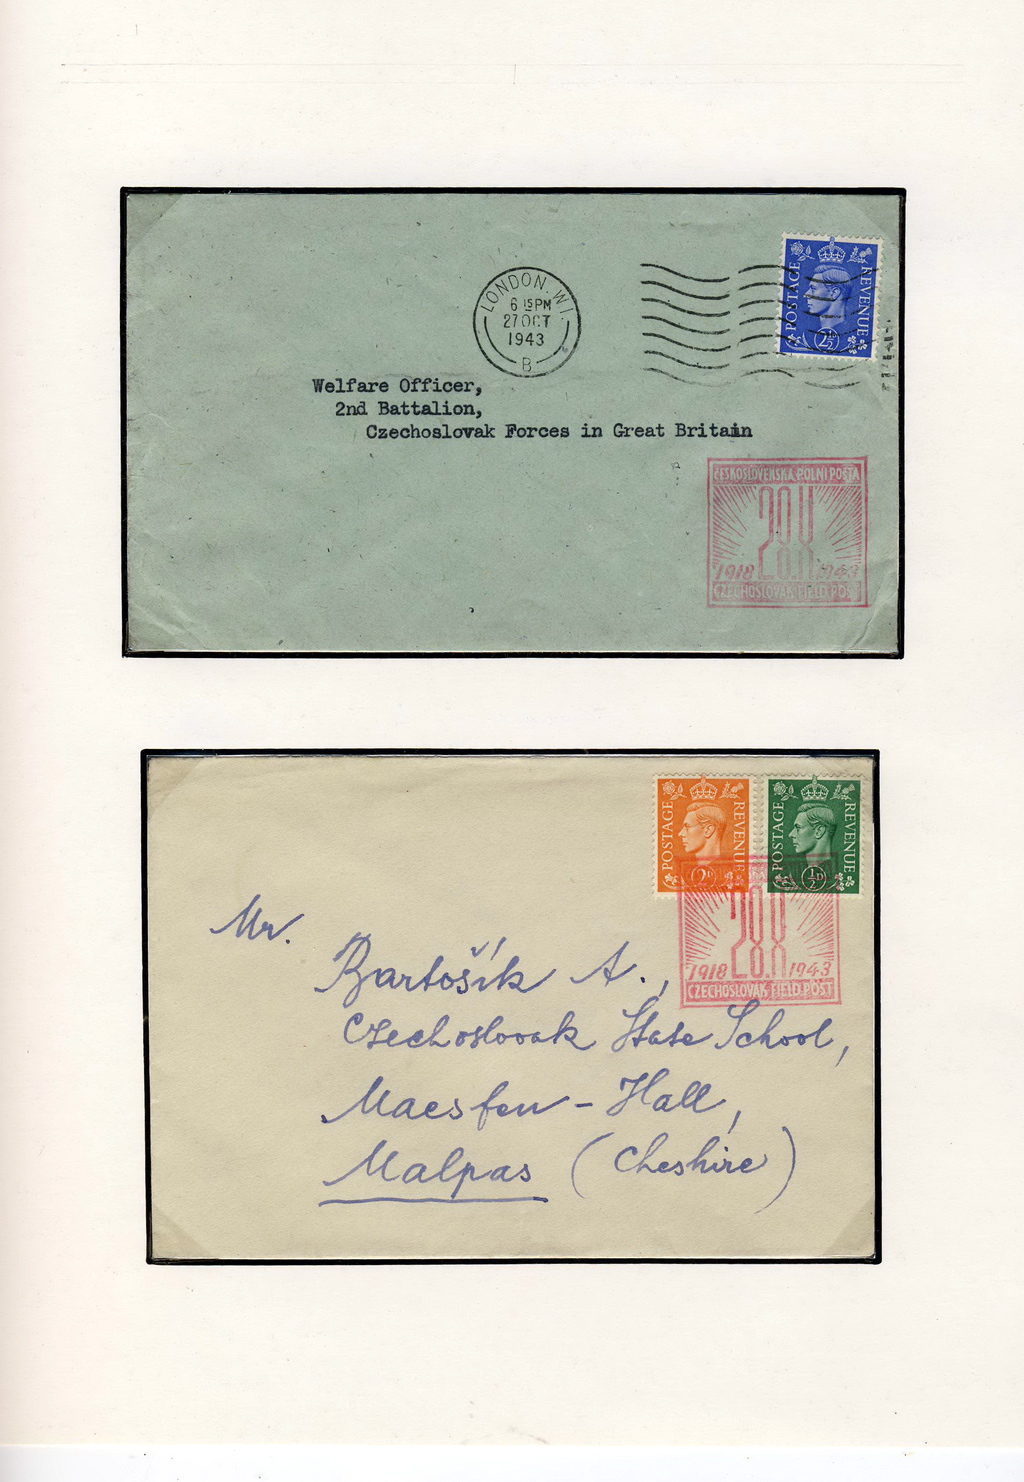 LONDON. W.1.
6 15 PM
27 OCT
1943
B
POSTAGE REVENUE
2½D
Welfare Officer,
2nd Battalion,
Czechoslovak Forces in Great Britain
ČESKOSLOVENSKÁ POLNÍ POŠTA
28.X
1918 1943
CZECHOSLOVAK FIELD POST
POSTAGE REVENUE
2D
POSTAGE REVENUE
½D
28.X
1918 1943
CZECHOSLOVAK FIELD POST
Mr.
Bartošík A.,
Czechoslovak State School,
Maesfen - Hall,
Malpas (Cheshire)